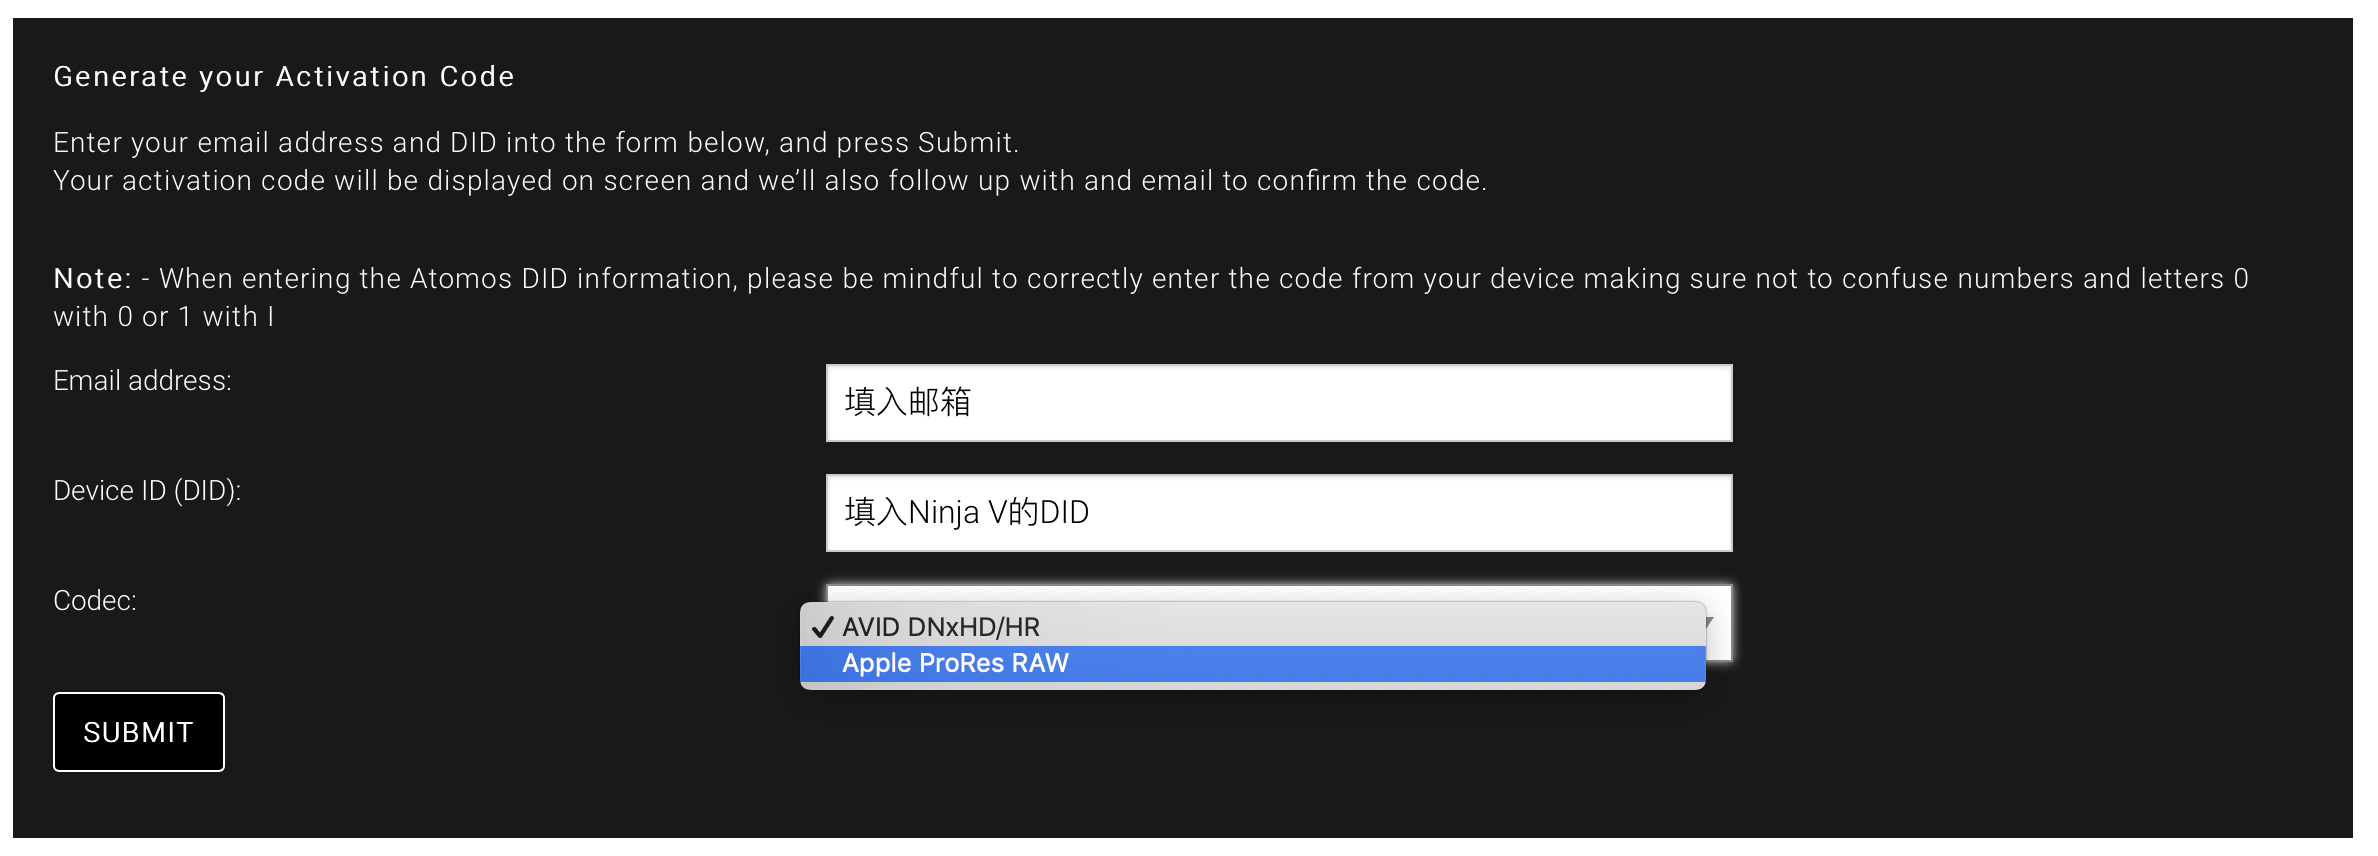 Generate your Activation Code
Enter your email address and DID into the form below, and press Submit.
Your activation code will be displayed on screen and we’ll also follow up with and email to confirm the code.
Note: - When entering the Atomos DID information, please be mindful to correctly enter the code from your device making sure not to confuse numbers and letters 0
with 0 or 1 with I
Email address:
填入邮箱
Device ID (DID):
填入Ninja V的DID
Codec:
✓ AVID DNxHD/HR
Apple ProRes RAW
SUBMIT